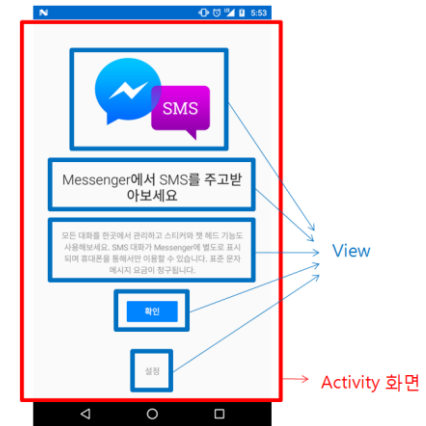 5:53
SMS
Messenger에서 SMS를 주고받
아보세요
모든 대화를 한곳에서 관리하고 스티커와 챗 헤드 기능도
사용해보세요. SMS 대화가 Messenger에 별도로 표시
되며 휴대폰을 통해서만 이용할 수 있습니다. 표준 문자
메시지 요금이 청구됩니다.
View
확인
설정
Activity 화면